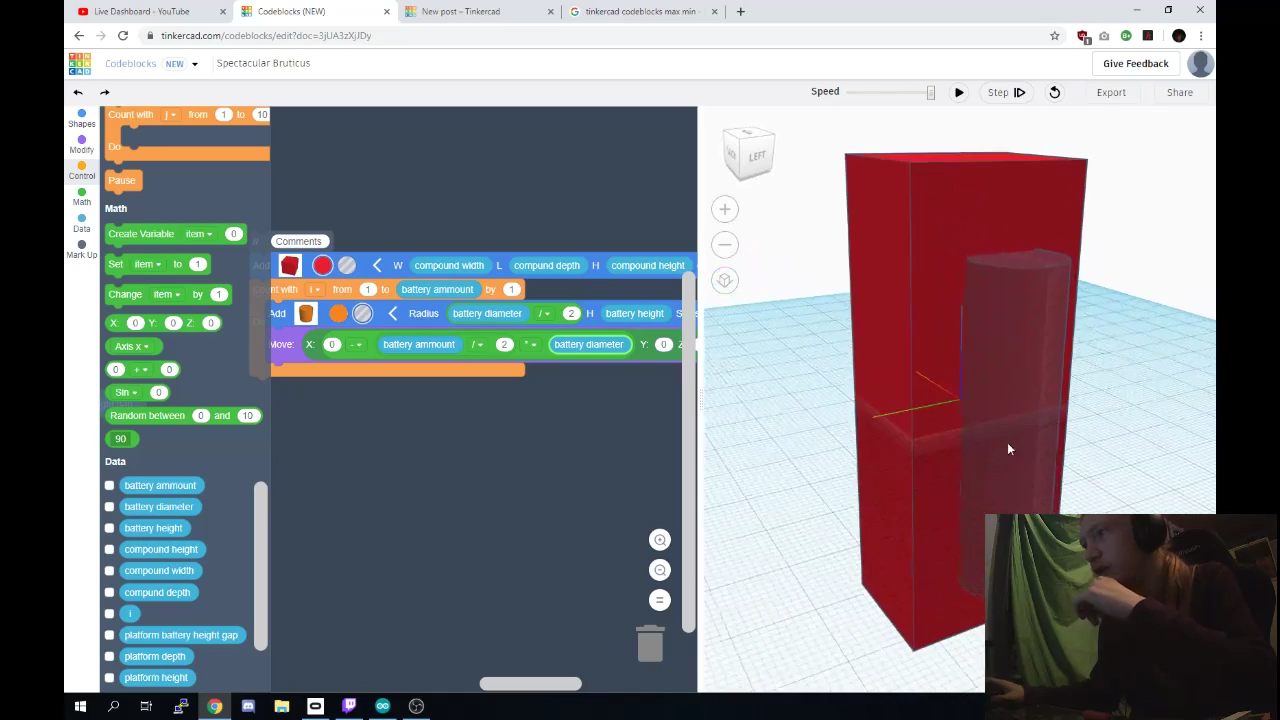 Live Dashboard - YouTube
Codeblocks (NEW)
New post – Tinkercad
tinkercad codeblocks max min -
tinkercad.com/codeblocks/edit?doc=3jUA3zXjJDy
TIN
KER
CAD
Codeblocks NEW
Spectacular Bruticus
Give Feedback
Speed
Step
Export
Share
Shapes
Modify
Control
Math
Data
Mark Up
Count with j from 1 to 10
Do
Pause
Math
Create Variable item 0
Set item to 1
Change item by 1
X: 0 Y: 0 Z: 0
Axis x
0 + 0
Sin 0
Random between 0 and 10
90
Data
battery ammount
battery diameter
battery height
compound height
compund width
compund depth
i
platform battery height gap
platform depth
platform height
Comments
W compund width L compund depth H compound height
Count with i from 1 to battery ammount by 1
Add Radius battery diameter / 2 H battery height
Move: X: 0 - battery ammount / 2 * battery diameter Y: 0 Z
LEFT